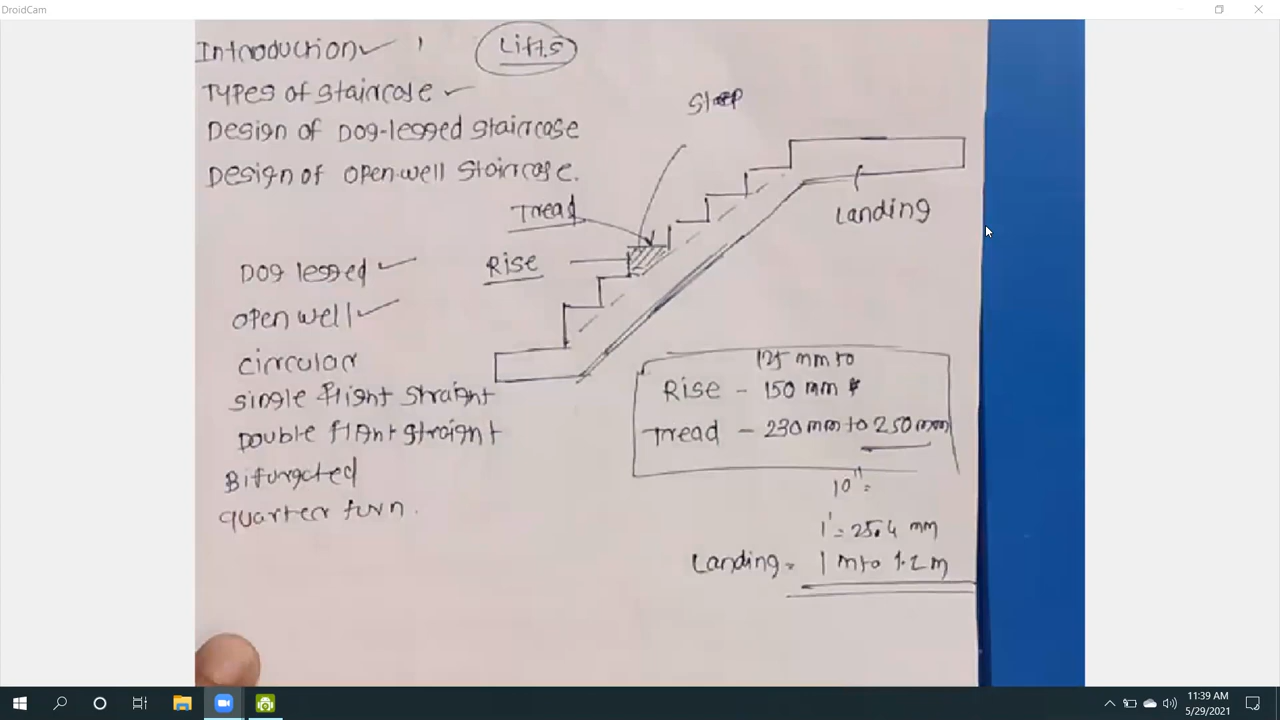 DroidCam
Introduction
Lifts
Types of staircase
Design of Dog-legged staircase
Design of open-well staircase.
Step
Tread
Rise
Landing
Dog legged
open well
circular
single flight straight
Double flight straight
Bifurgated
quarter turn.
125 mm to
Rise - 150 mm
Tread - 230 mm to 250 mm
10" =
1' = 25.4 mm
Landing = 1 m to 1.2 m
11:39 AM
5/29/2021